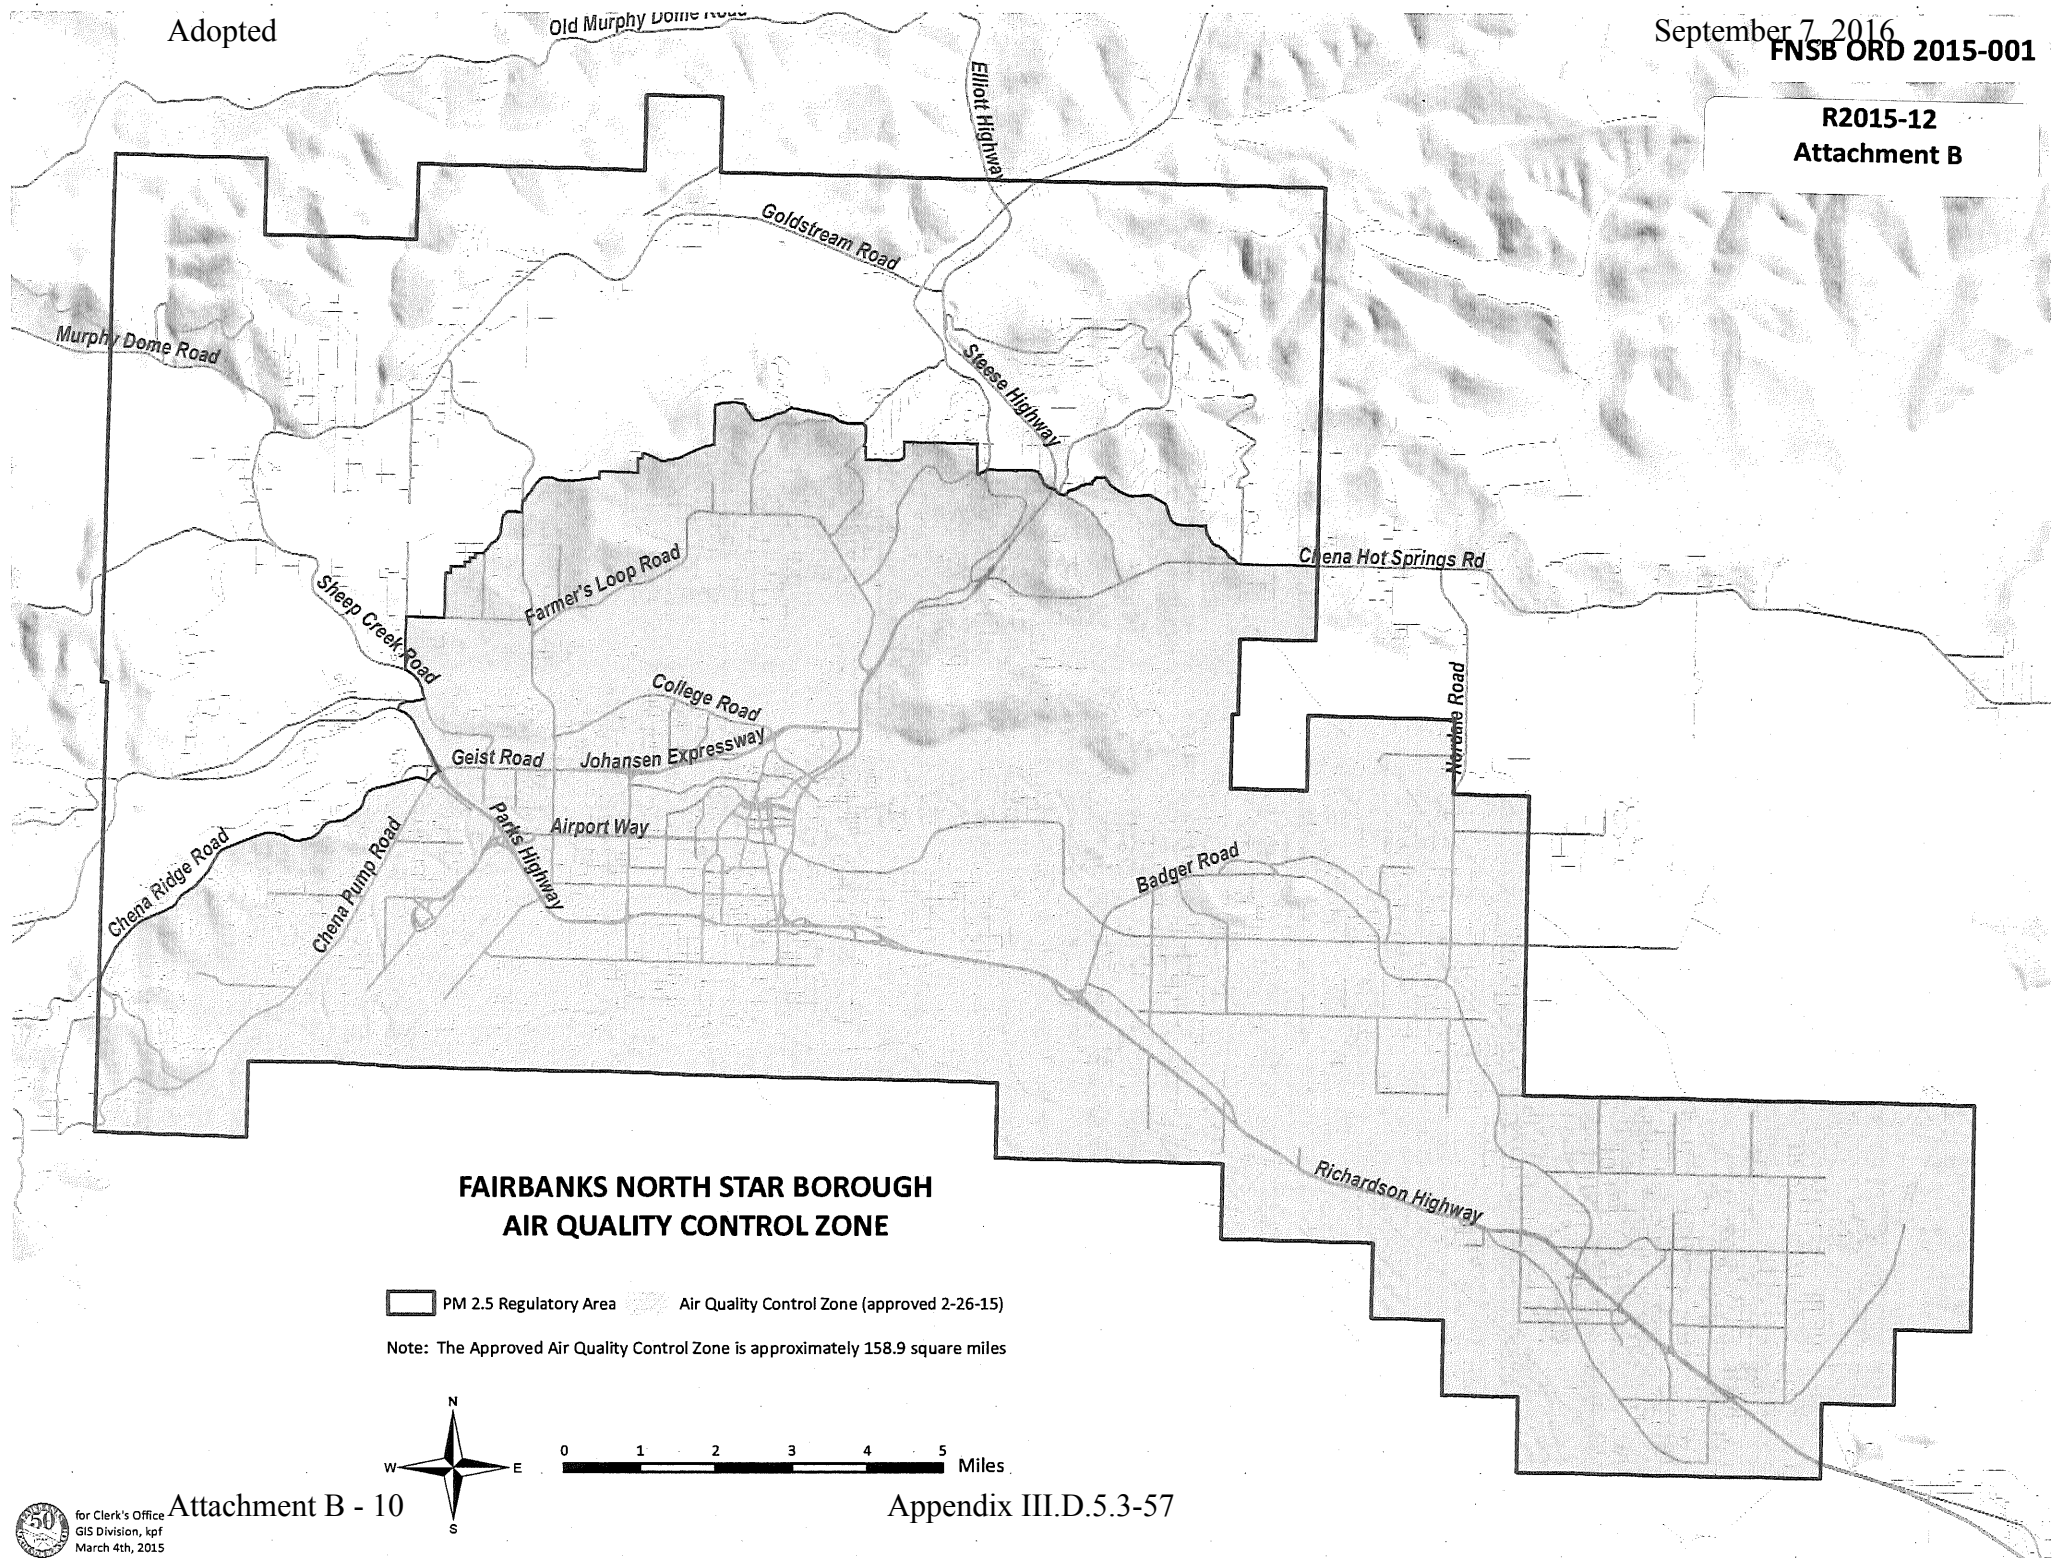 Adopted
September 7, 2016
FNSB ORD 2015-001
R2015-12
Attachment B
Old Murphy Dome Road
Elliott Highway
Goldstream Road
Murphy Dome Road
Steese Highway
Chena Hot Springs Rd
Farmer's Loop Road
Sheep Creek Road
College Road
Nordale Road
Geist Road
Johansen Expressway
Parks Highway
Airport Way
Chena Ridge Road
Chena Pump Road
Badger Road
Richardson Highway
FAIRBANKS NORTH STAR BOROUGH
AIR QUALITY CONTROL ZONE
PM 2.5 Regulatory Area
Air Quality Control Zone (approved 2-26-15)
Note: The Approved Air Quality Control Zone is approximately 158.9 square miles
N
W
E
S
0 1 2 3 4 5
Miles
50
for Clerk's Office
GIS Division, kpf
March 4th, 2015
Attachment B - 10
Appendix III.D.5.3-57